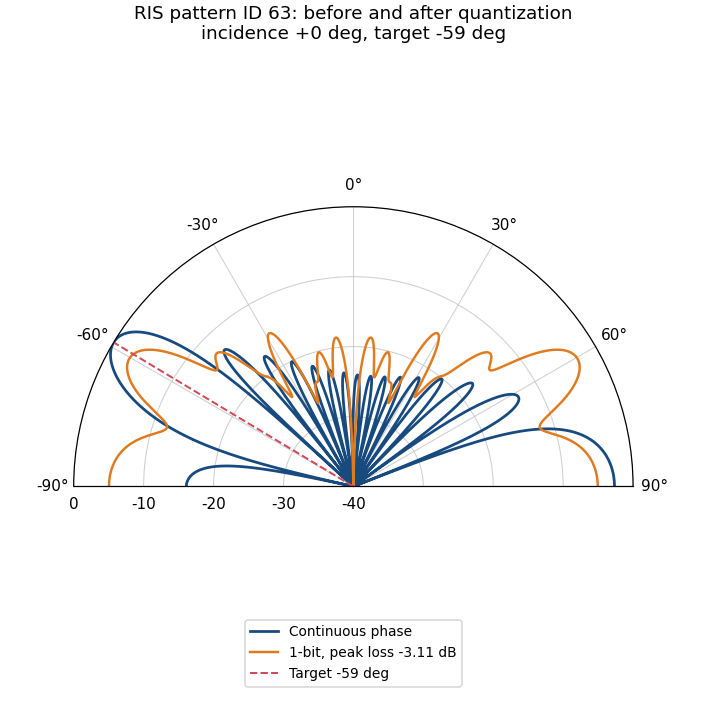 RIS pattern ID 63: before and after quantization
incidence +0 deg, target -59 deg
0°
-30°
30°
-60°
60°
-90°
90°
0
-10
-20
-30
-40
Continuous phase
1-bit, peak loss -3.11 dB
Target -59 deg